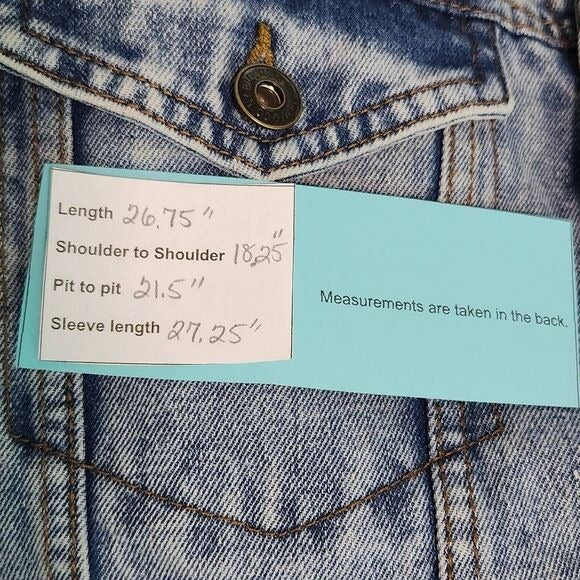 Length 26.75"
Shoulder to Shoulder 18.25"
Pit to pit 21.5"
Sleeve length 27.25"
Measurements are taken in the back.